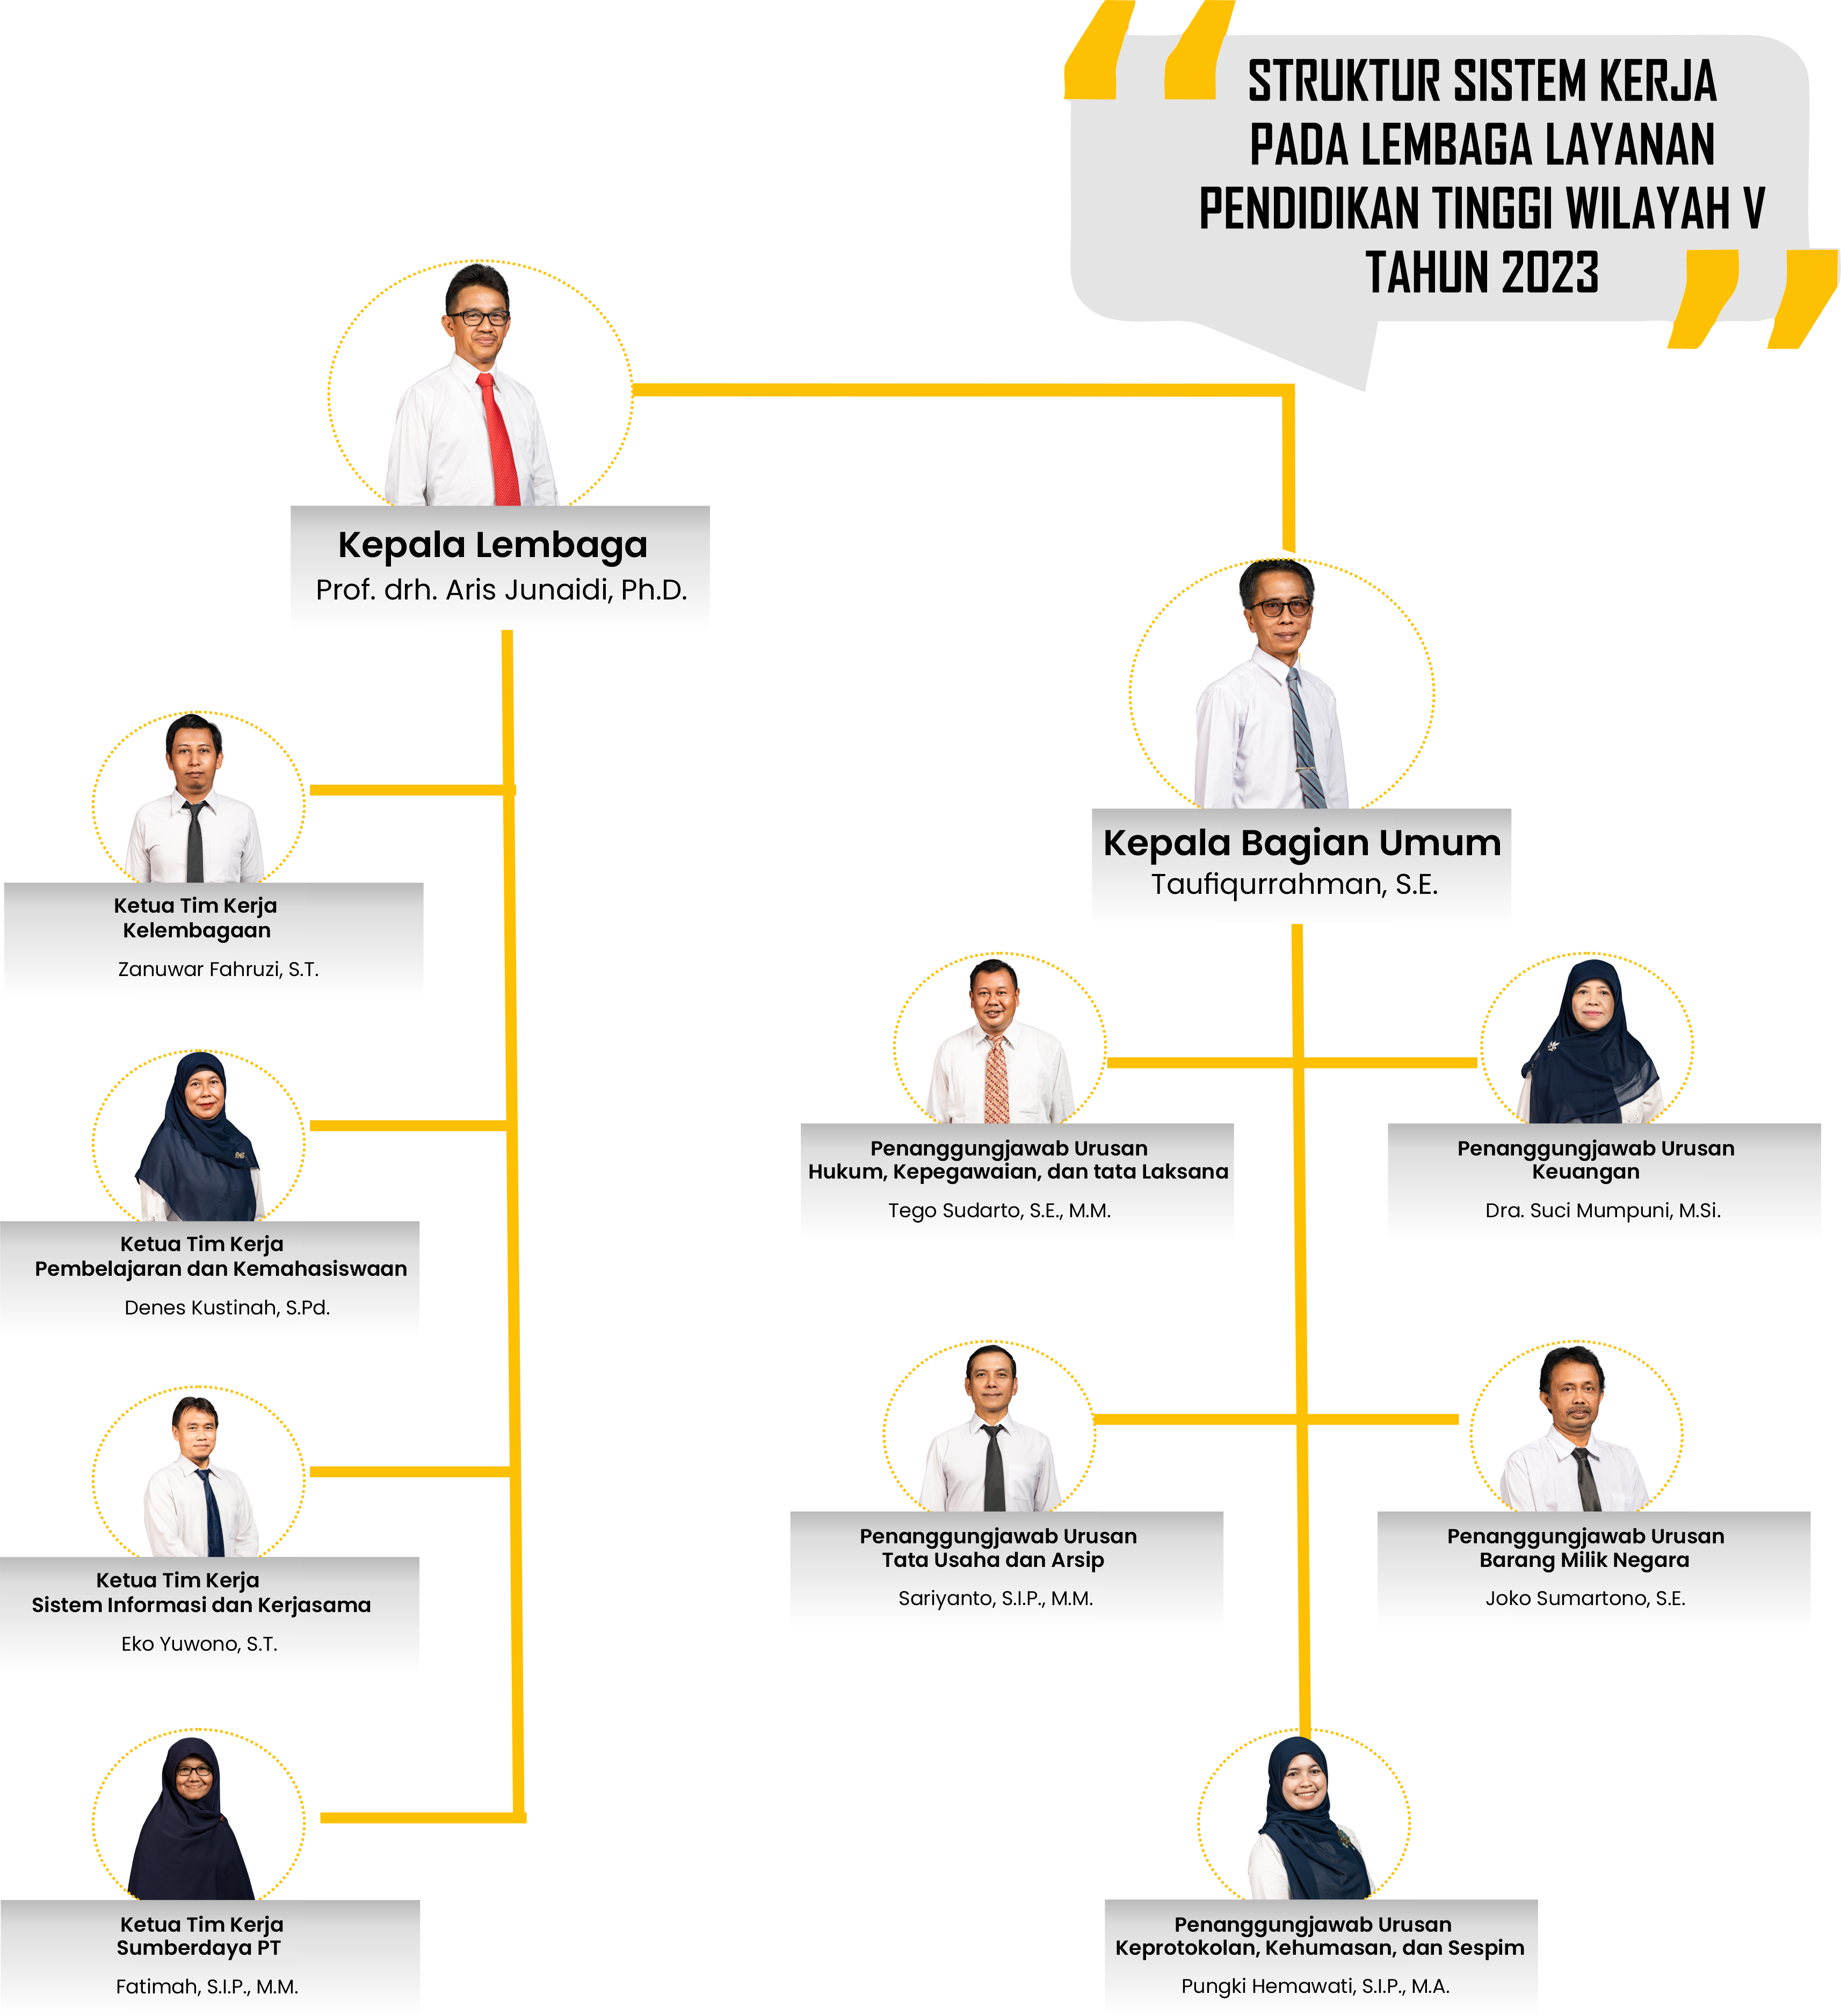 STRUKTUR SISTEM KERJA
PADA LEMBAGA LAYANAN
PENDIDIKAN TINGGI WILAYAH V
TAHUN 2023
Kepala Lembaga
Prof. drh. Aris Junaidi, Ph.D.
Kepala Bagian Umum
Taufiqurrahman, S.E.
Ketua Tim Kerja
Kelembagaan
Zanuwar Fahruzi, S.T.
Ketua Tim Kerja
Pembelajaran dan Kemahasiswaan
Denes Kustinah, S.Pd.
Ketua Tim Kerja
Sistem Informasi dan Kerjasama
Eko Yuwono, S.T.
Ketua Tim Kerja
Sumberdaya PT
Fatimah, S.I.P., M.M.
Penanggungjawab Urusan
Hukum, Kepegawaian, dan tata Laksana
Tego Sudarto, S.E., M.M.
Penanggungjawab Urusan
Keuangan
Dra. Suci Mumpuni, M.Si.
Penanggungjawab Urusan
Tata Usaha dan Arsip
Sariyanto, S.I.P., M.M.
Penanggungjawab Urusan
Barang Milik Negara
Joko Sumartono, S.E.
Penanggungjawab Urusan
Keprotokolan, Kehumasan, dan Sespim
Pungki Hemawati, S.I.P., M.A.